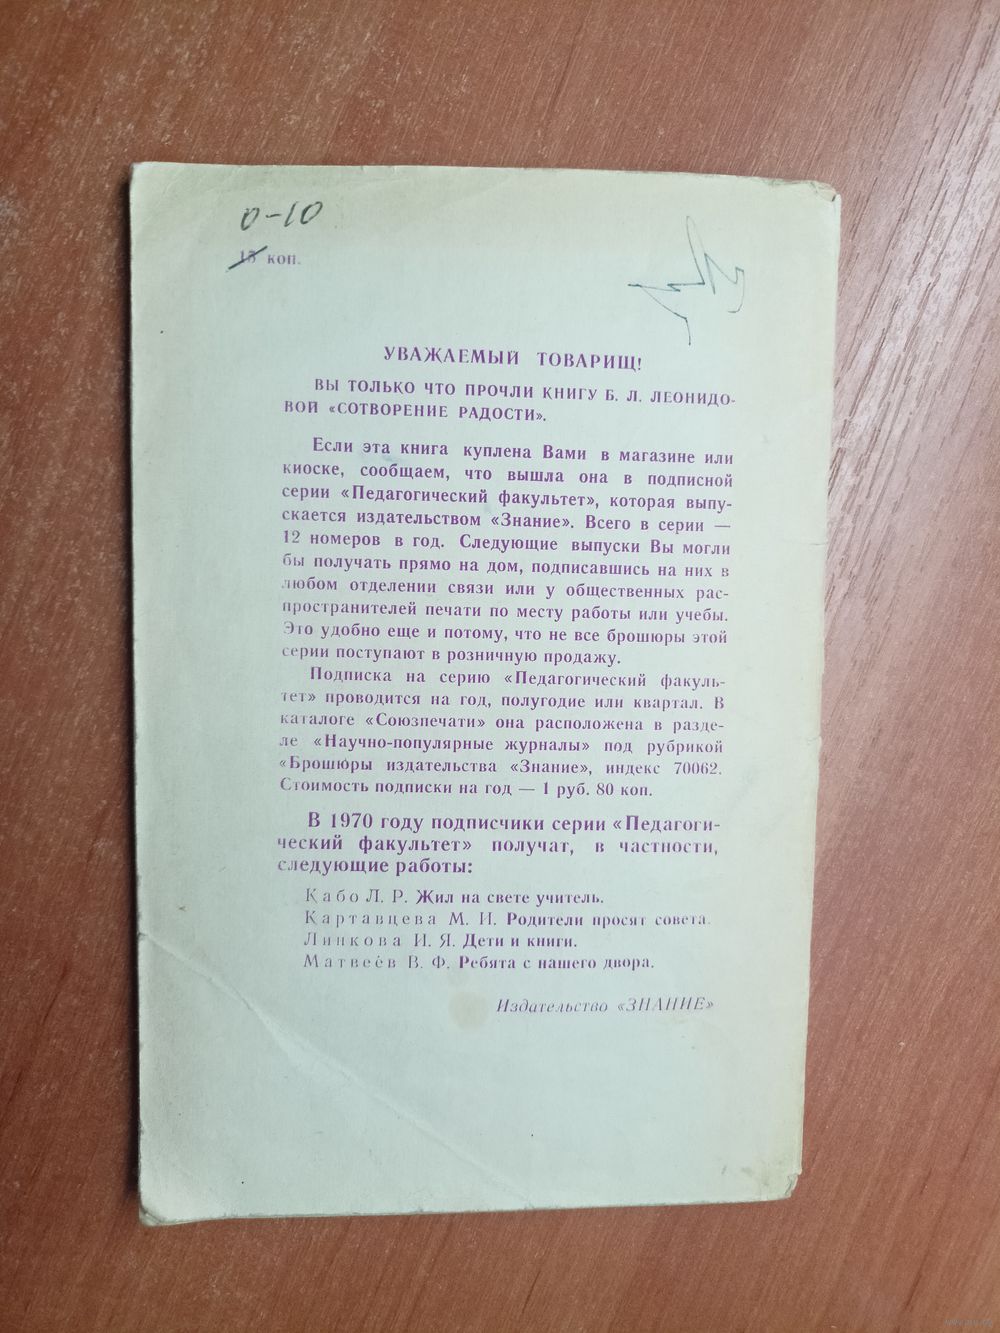 0-10
15 коп.
УВАЖАЕМЫЙ ТОВАРИЩ!
ВЫ ТОЛЬКО ЧТО ПРОЧЛИ КНИГУ Б. Л. ЛЕОНИДО-
ВОЙ «СОТВОРЕНИЕ РАДОСТИ».
Если эта книга куплена Вами в магазине или
киоске, сообщаем, что вышла она в подписной
серии «Педагогический факультет», которая выпу-
скается издательством «Знание». Всего в серии —
12 номеров в год. Следующие выпуски Вы могли
бы получать прямо на дом, подписавшись на них в
любом отделении связи или у общественных рас-
пространителей печати по месту работы или учебы.
Это удобно еще и потому, что не все брошюры этой
серии поступают в розничную продажу.
Подписка на серию «Педагогический факуль-
тет» проводится на год, полугодие или квартал. В
каталоге «Союзпечати» она расположена в разде-
ле «Научно-популярные журналы» под рубрикой
«Брошюры издательства «Знание», индекс 70062.
Стоимость подписки на год — 1 руб. 80 коп.
В 1970 году подписчики серии «Педагоги-
ческий факультет» получат, в частности,
следующие работы:
Кабо Л. Р. Жил на свете учитель.
Картавцева М. И. Родители просят совета.
Линкова И. Я. Дети и книги.
Матвеёв В. Ф. Ребята с нашего двора.
Издательство «ЗНАНИЕ»